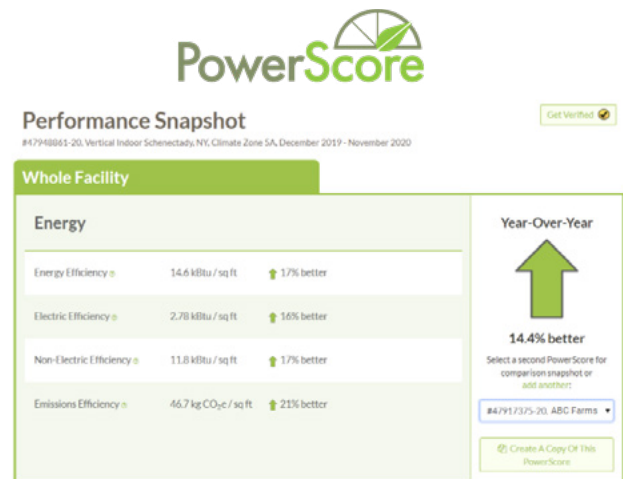 PowerScore
Performance Snapshot
Get Verified
#47948861-20, Vertical Indoor Schenectady, NY, Climate Zone 5A, December 2019 - November 2020
Whole Facility
Energy
Energy Efficiency 14.6 kBtu / sq ft 17% better
Electric Efficiency 2.78 kBtu / sq ft 16% better
Non-Electric Efficiency 11.8 kBtu / sq ft 17% better
Emissions Efficiency 46.7 kg CO₂e / sq ft 21% better
Year-Over-Year
14.4% better
Select a second PowerScore for
comparison snapshot or
add another:
#47917375-20, ABC Farms
Create A Copy Of This
PowerScore